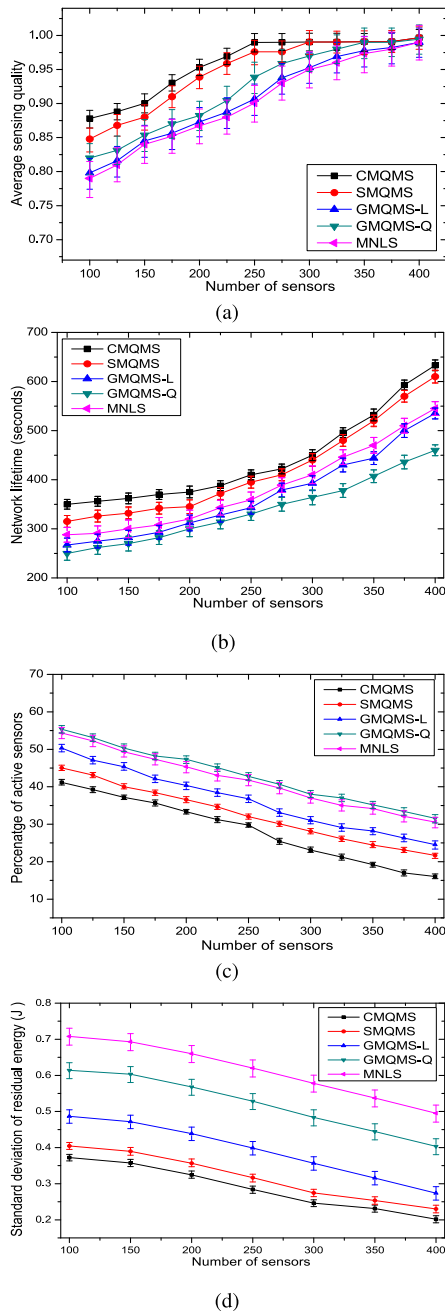 1.00
0.95
0.90
0.85
0.80
0.75
0.70
Average sensing quality
CMQMS
SMQMS
GMQMS-L
GMQMS-Q
MNLS
100 150 200 250 300 350 400
Number of sensors
(a)
700
600
500
400
300
200
Network lifetime (seconds)
CMQMS
SMQMS
GMQMS-L
GMQMS-Q
MNLS
100 150 200 250 300 350 400
Number of sensors
(b)
70
60
50
40
30
20
10
Percenatge of active sensors
CMQMS
SMQMS
GMQMS-L
GMQMS-Q
MNLS
100 150 200 250 300 350 400
Number of sensors
(c)
0.8
0.7
0.6
0.5
0.4
0.3
0.2
Standard deviation of residual energy (J )
CMQMS
SMQMS
GMQMS-L
GMQMS-Q
MNLS
100 150 200 250 300 350 400
Number of sensors
(d)